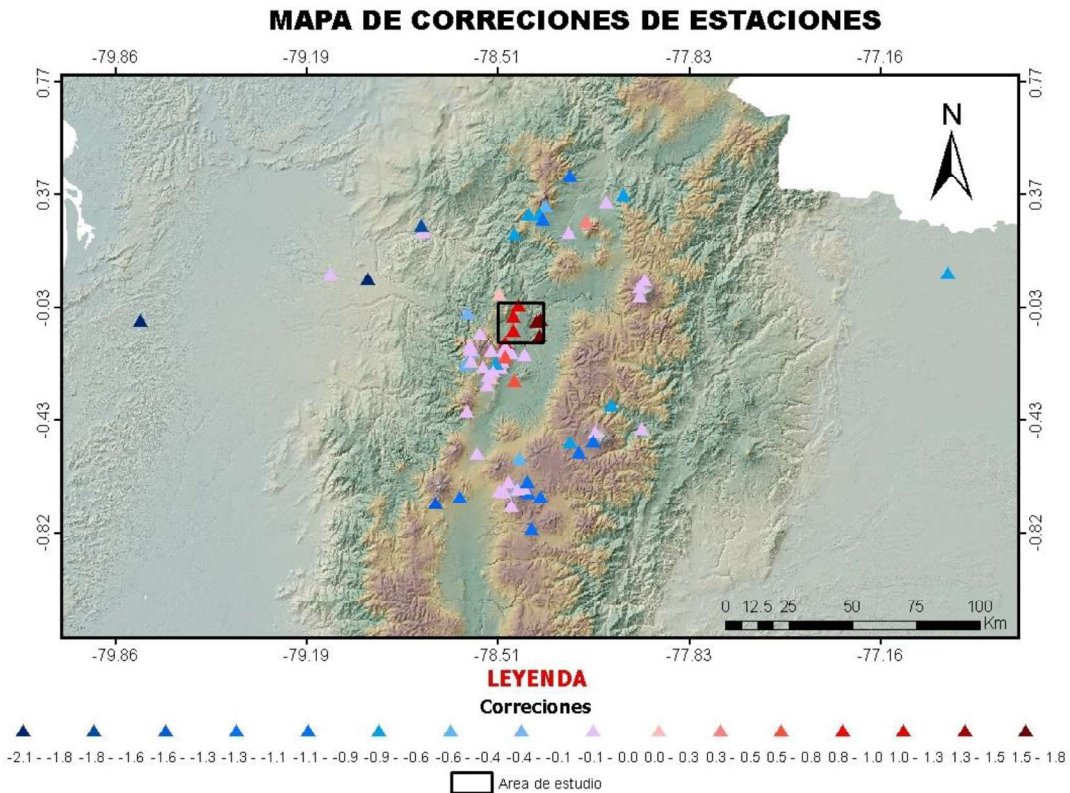 MAPA DE CORRECIONES DE ESTACIONES
-79.86 -79.19 -78.51 -77.83 -77.16
0.77 0.77
N
0.37 0.37
-0.03 -0.03
-0.43 -0.43
-0.82 -0.82
0 12.5 25 50 75 100
Km
-79.86 -79.19 -78.51 -77.83 -77.16
LEYENDA
Correciones
-2.1 - -1.8 -1.8 - -1.6 -1.6 - -1.3 -1.3 - -1.1 -1.1 - -0.9 -0.9 - -0.6 -0.6 - -0.4 -0.4 - -0.1 -0.1 - -0.0 0.0 - 0.3 0.3 - 0.5 0.5 - 0.8 0.8 - 1.0 1.0 - 1.3 1.3 - 1.5 1.5 - 1.8
Area de estudio